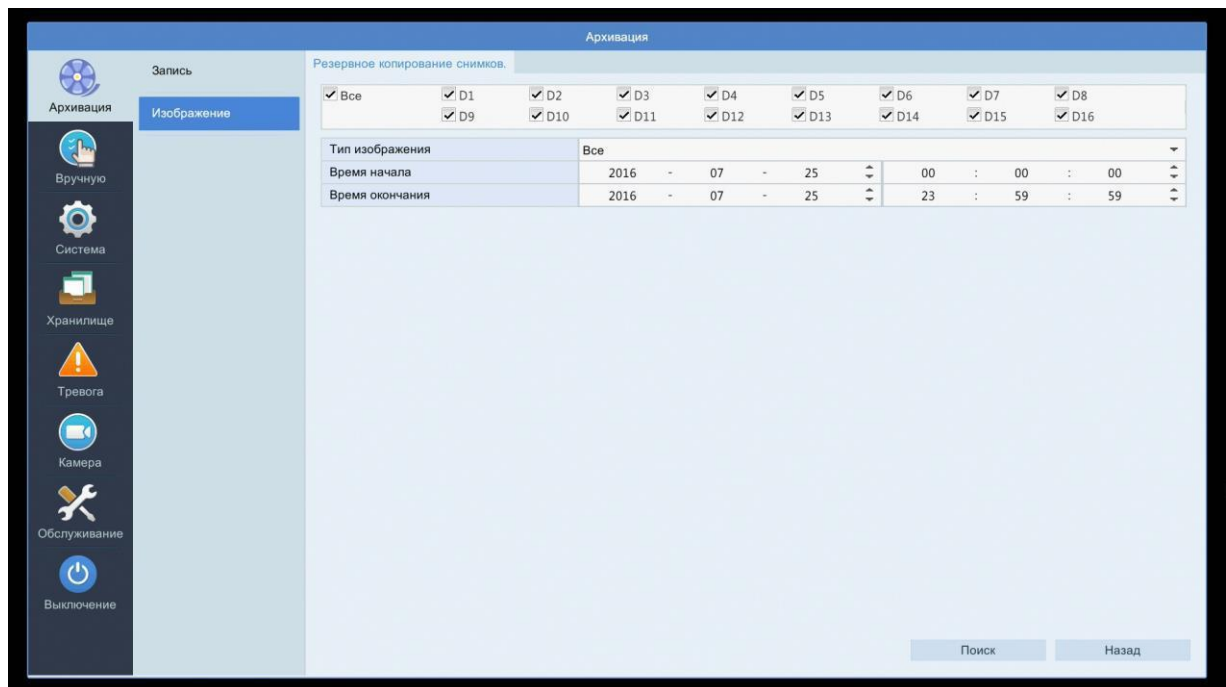 Архивация
Архивация
Вручную
Система
Хранилище
Тревога
Камера
Обслуживание
Выключение
Запись
Изображение
Резервное копирование снимков.
Все D1 D2 D3 D4 D5 D6 D7 D8
D9 D10 D11 D12 D13 D14 D15 D16
Тип изображения Все
Время начала 2016 - 07 - 25 00 : 00 : 00
Время окончания 2016 - 07 - 25 23 : 59 : 59
Поиск Назад